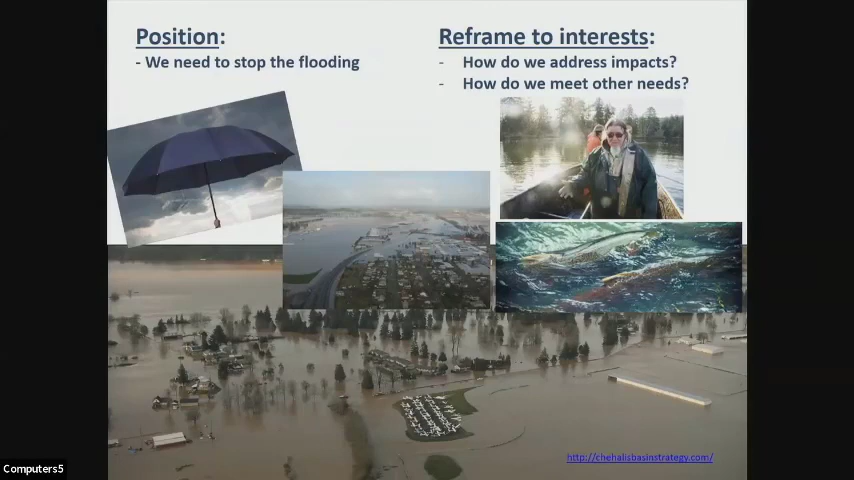 Position:
- We need to stop the flooding
Reframe to interests:
- How do we address impacts?
- How do we meet other needs?
http://chehalisbasinstrategy.com/
Computers5